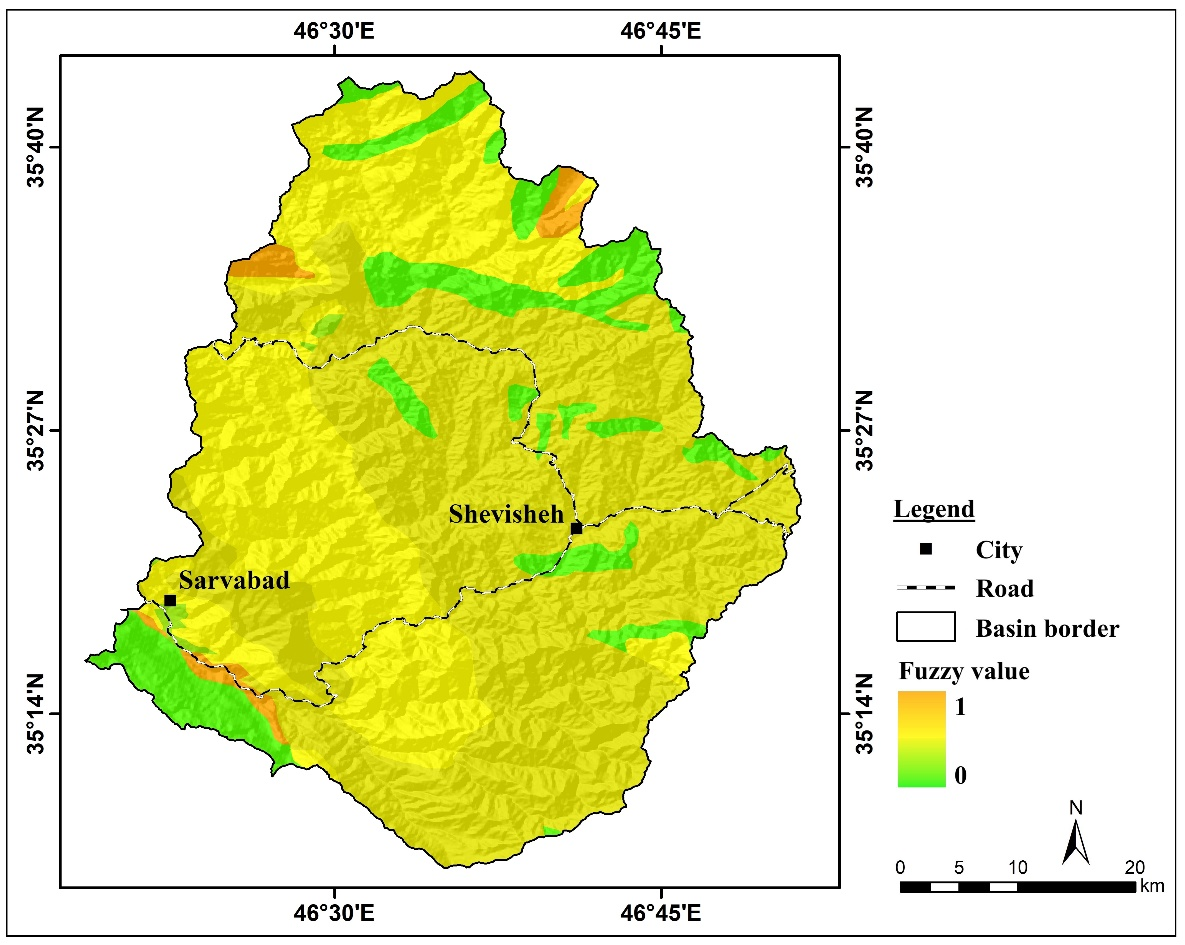 46°30'E 46°45'E
35°40'N 35°40'N
35°27'N 35°27'N
Shevisheh
Sarvabad
35°14'N 35°14'N
46°30'E 46°45'E
Legend
City
Road
Basin border
Fuzzy value
1
0
N
0 5 10 20
km